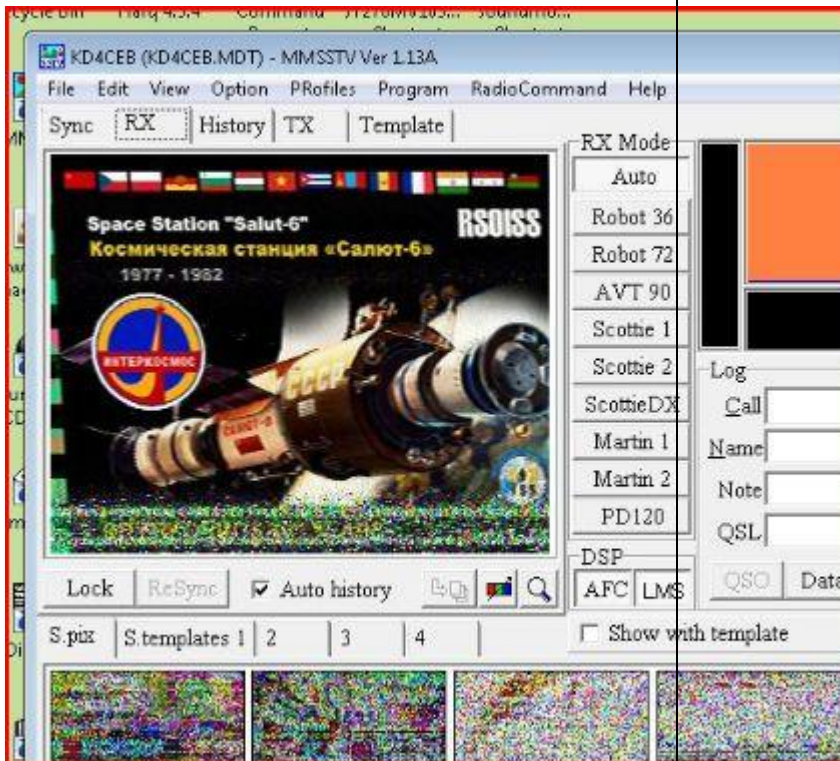 KD4CEB (KD4CEB.MDT) - MMSSTV Ver 1.13A
File Edit View Option PRofiles Program RadioCommand Help
Sync RX History TX Template
Space Station "Salut-6"
RS0ISS
Космическая станция «Салют-6»
1977 - 1982
ИНТЕРКОСМОС
RX Mode
Auto
Robot 36
Robot 72
AVT 90
Scottie 1
Scottie 2
ScottieDX
Martin 1
Martin 2
PD120
DSP
AFC LMS
Log
Call
Name
Note
QSL
QSO Data
Lock ReSync Auto history
Show with template
S.pix S.templates 1 2 3 4